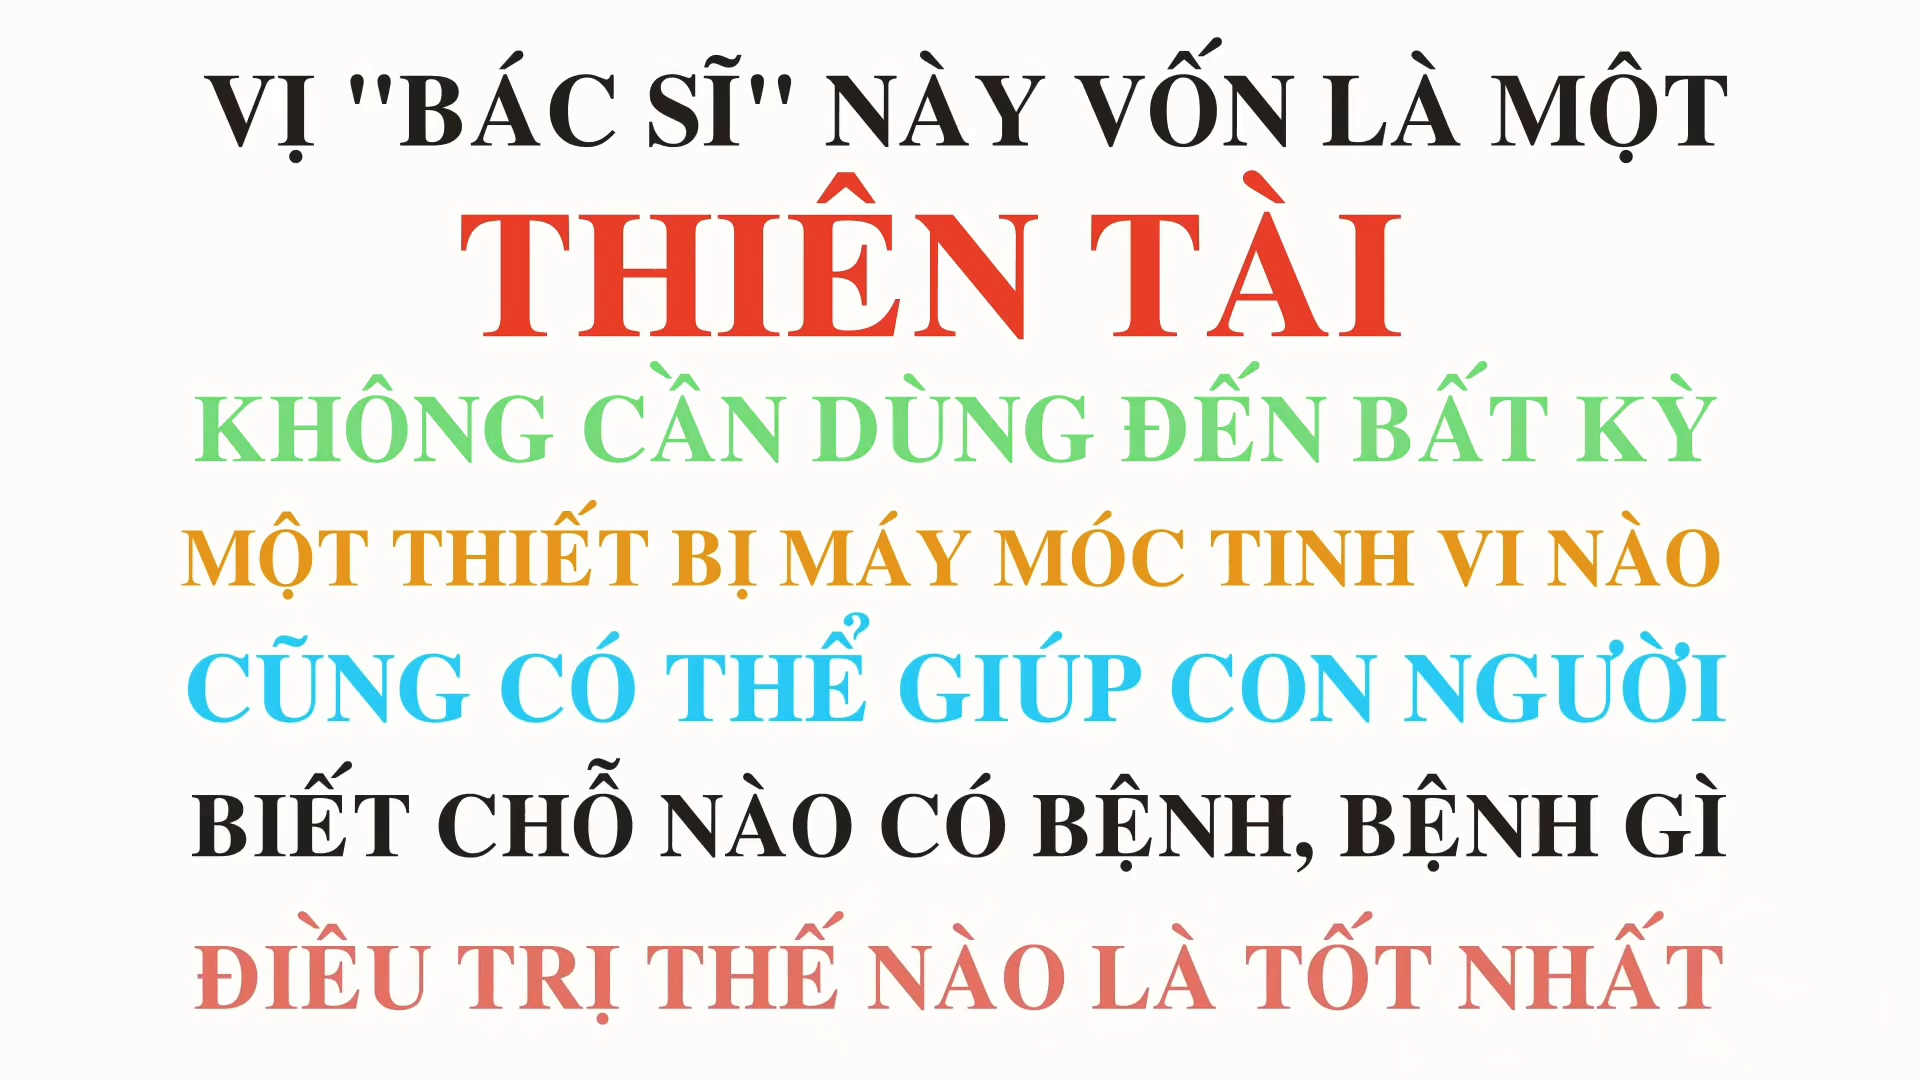 VỊ "BÁC SĨ" NÀY VỐN LÀ MỘT
THIÊN TÀI
KHÔNG CẦN DÙNG ĐẾN BẤT KỲ
MỘT THIẾT BỊ MÁY MÓC TINH VI NÀO
CŨNG CÓ THỂ GIÚP CON NGƯỜI
BIẾT CHỖ NÀO CÓ BỆNH, BỆNH GÌ
ĐIỀU TRỊ THẾ NÀO LÀ TỐT NHẤT